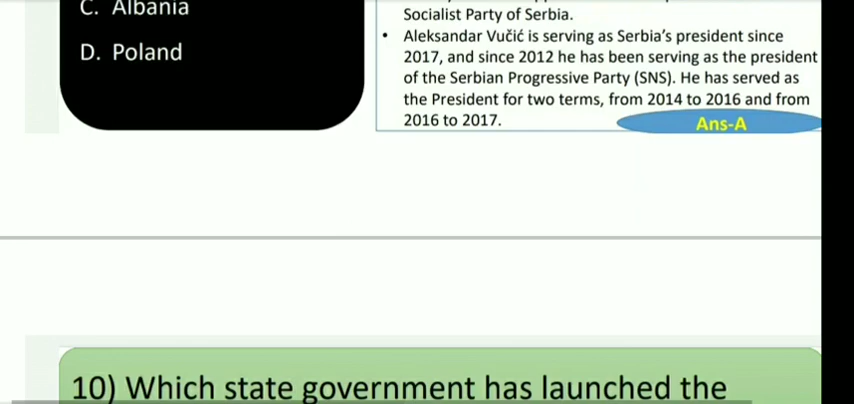 C. Albania
D. Poland
Socialist Party of Serbia.
• Aleksandar Vučić is serving as Serbia's president since
2017, and since 2012 he has been serving as the president
of the Serbian Progressive Party (SNS). He has served as
the President for two terms, from 2014 to 2016 and from
2016 to 2017.
Ans-A
10) Which state government has launched the